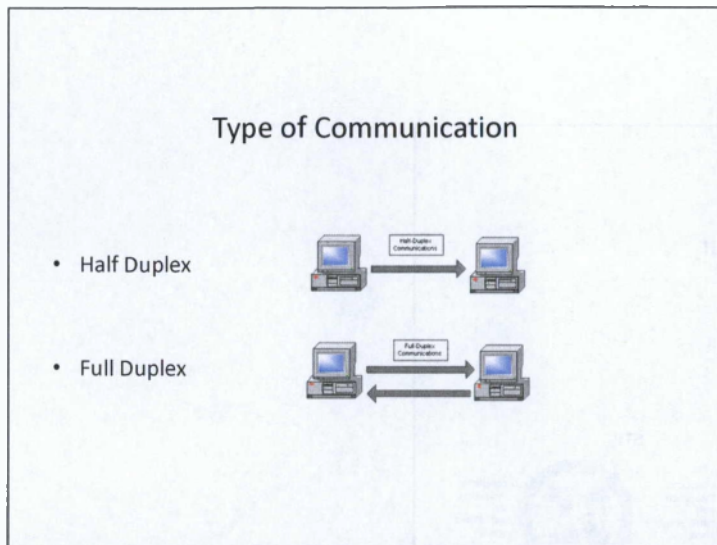 Type of Communication
• Half Duplex
Half-Duplex
Communications
• Full Duplex
Full-Duplex
Communications